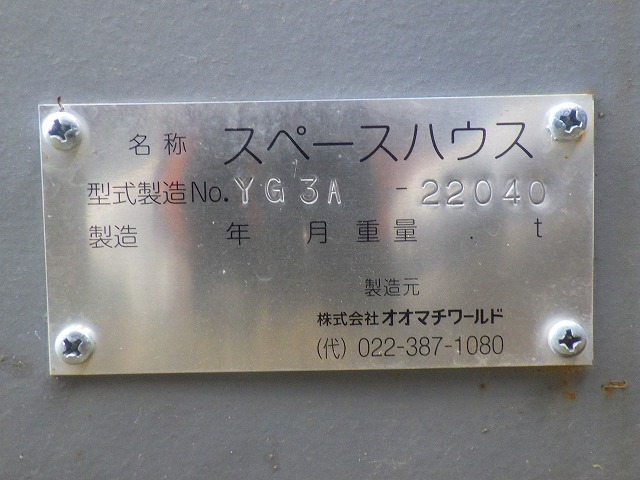 名称 スペースハウス
型式製造No. YG3A -22040
製造 年 月 重量 . t
製造元
株式会社オオマチワールド
(代) 022-387-1080